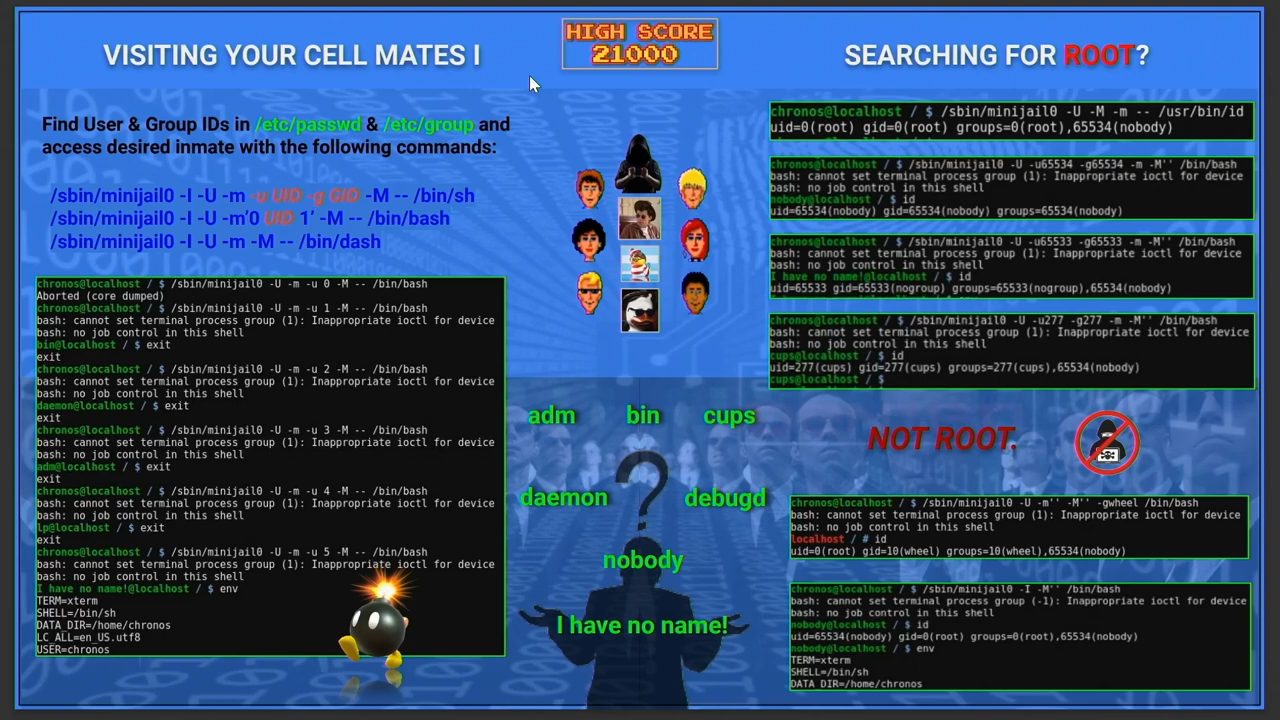 VISITING YOUR CELL MATES I
HIGH SCORE
21000
SEARCHING FOR ROOT?
Find User & Group IDs in /etc/passwd & /etc/group and
access desired inmate with the following commands:
/sbin/minijail0 -I -U -m -u UID -g GID -M -- /bin/sh
/sbin/minijail0 -I -U -m'0 UID 1' -M -- /bin/bash
/sbin/minijail0 -I -U -m -M -- /bin/dash
chronos@localhost / $ /sbin/minijail0 -U -m -u 0 -M -- /bin/bash
Aborted (core dumped)
chronos@localhost / $ /sbin/minijail0 -U -m -u 1 -M -- /bin/bash
bash: cannot set terminal process group (1): Inappropriate ioctl for device
bash: no job control in this shell
bin@localhost / $ exit
exit
chronos@localhost / $ /sbin/minijail0 -U -m -u 2 -M -- /bin/bash
bash: cannot set terminal process group (1): Inappropriate ioctl for device
bash: no job control in this shell
daemon@localhost / $ exit
exit
chronos@localhost / $ /sbin/minijail0 -U -m -u 3 -M -- /bin/bash
bash: cannot set terminal process group (1): Inappropriate ioctl for device
bash: no job control in this shell
adm@localhost / $ exit
exit
chronos@localhost / $ /sbin/minijail0 -U -m -u 4 -M -- /bin/bash
bash: cannot set terminal process group (1): Inappropriate ioctl for device
bash: no job control in this shell
lp@localhost / $ exit
exit
chronos@localhost / $ /sbin/minijail0 -U -m -u 5 -M -- /bin/bash
bash: cannot set terminal process group (1): Inappropriate ioctl for device
bash: no job control in this shell
I have no name!@localhost / $ env
TERM=xterm
SHELL=/bin/sh
DATA_DIR=/home/chronos
LC_ALL=en_US.utf8
USER=chronos
adm bin cups
daemon debugd
nobody
I have no name!
chronos@localhost / $ /sbin/minijail0 -U -M -m -- /usr/bin/id
uid=0(root) gid=0(root) groups=0(root),65534(nobody)
chronos@localhost / $ /sbin/minijail0 -U -u65534 -g65534 -m -M'' /bin/bash
bash: cannot set terminal process group (1): Inappropriate ioctl for device
bash: no job control in this shell
nobody@localhost / $ id
uid=65534(nobody) gid=65534(nobody) groups=65534(nobody)
chronos@localhost / $ /sbin/minijail0 -U -u65533 -g65533 -m -M'' /bin/bash
bash: cannot set terminal process group (1): Inappropriate ioctl for device
bash: no job control in this shell
I have no name!@localhost / $ id
uid=65533 gid=65533(nogroup) groups=65533(nogroup),65534(nobody)
chronos@localhost / $ /sbin/minijail0 -U -u277 -g277 -m -M'' /bin/bash
bash: cannot set terminal process group (1): Inappropriate ioctl for device
bash: no job control in this shell
cups@localhost / $ id
uid=277(cups) gid=277(cups) groups=277(cups),65534(nobody)
cups@localhost / $
NOT ROOT.
chronos@localhost / $ /sbin/minijail0 -U -m'' -M'' -gwheel /bin/bash
bash: cannot set terminal process group (1): Inappropriate ioctl for device
bash: no job control in this shell
localhost / # id
uid=0(root) gid=10(wheel) groups=10(wheel),65534(nobody)
chronos@localhost / $ /sbin/minijail0 -I -M'' /bin/bash
bash: cannot set terminal process group (-1): Inappropriate ioctl for device
bash: no job control in this shell
nobody@localhost / $ id
uid=65534(nobody) gid=0(root) groups=0(root),65534(nobody)
nobody@localhost / $ env
TERM=xterm
SHELL=/bin/sh
DATA_DIR=/home/chronos